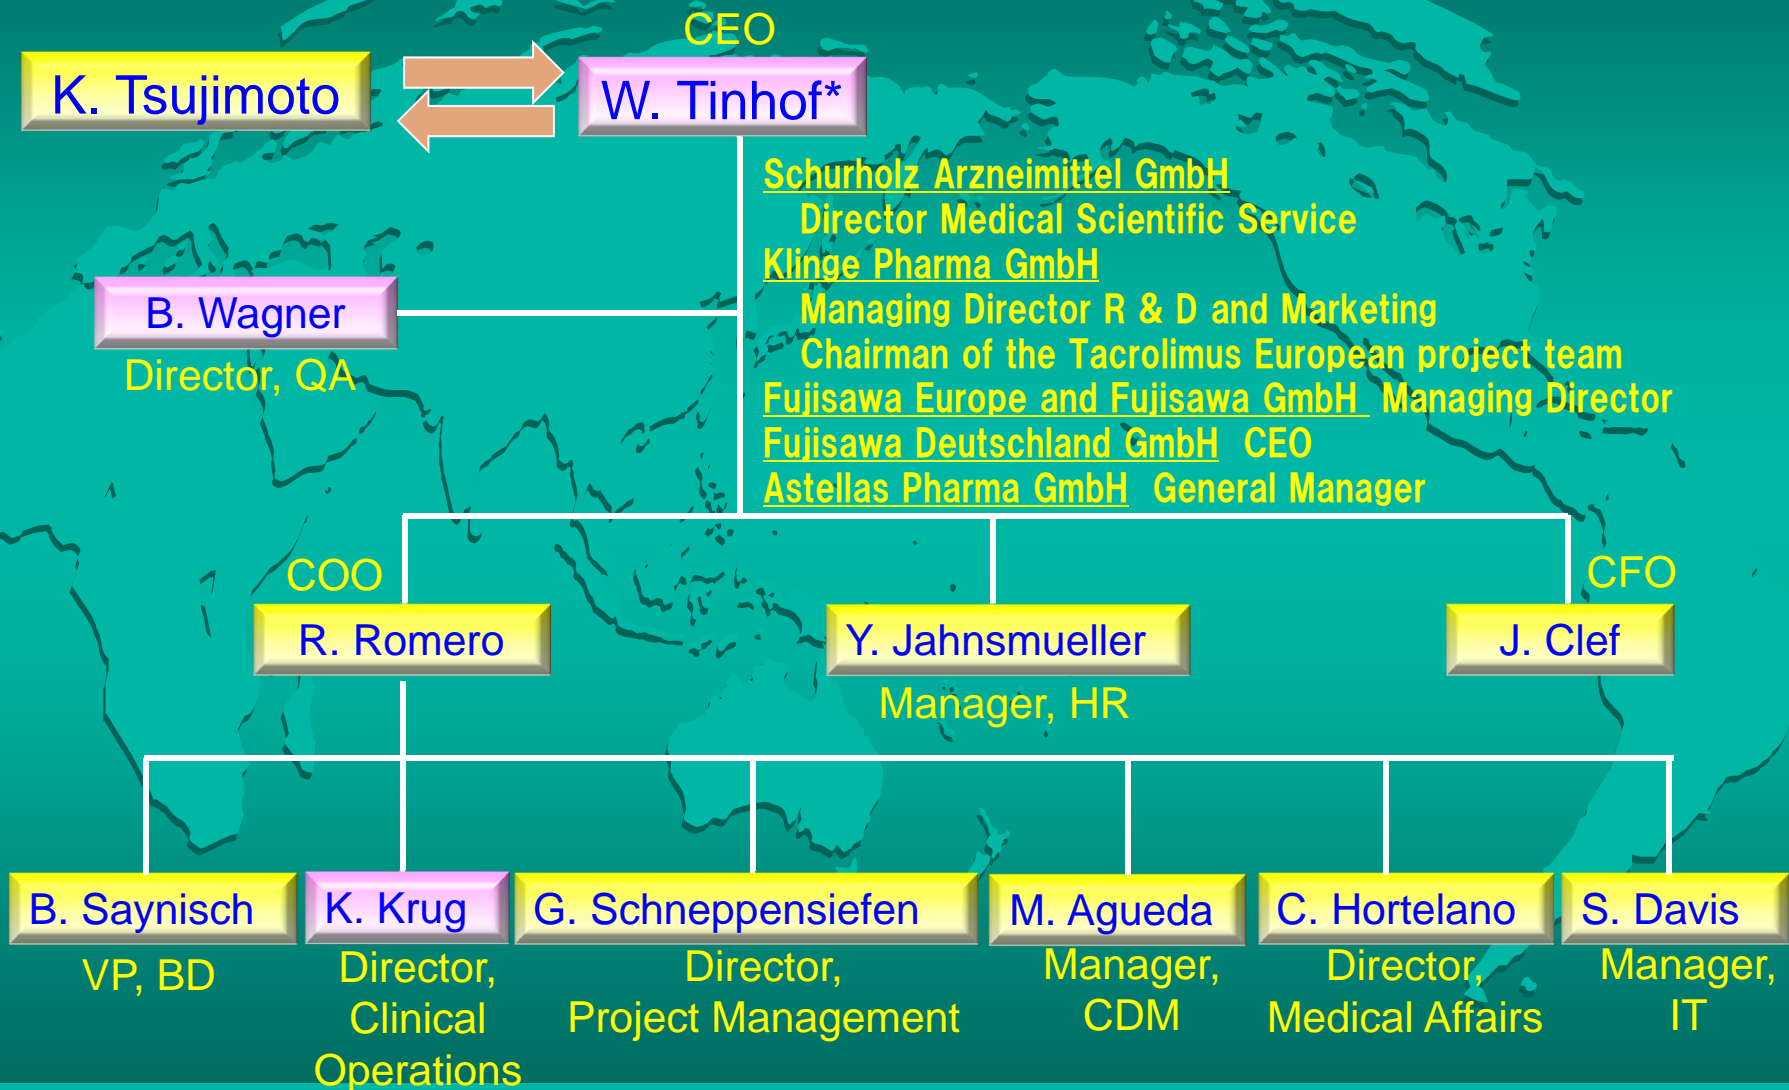 CEO
K. Tsujimoto
W. Tinhof*
Schurholz Arzneimittel GmbH
Director Medical Scientific Service
Klinge Pharma GmbH
Managing Director R & D and Marketing
Chairman of the Tacrolimus European project team
Fujisawa Europe and Fujisawa GmbH Managing Director
Fujisawa Deutschland GmbH CEO
Astellas Pharma GmbH General Manager
B. Wagner
Director, QA
COO
R. Romero
Y. Jahnsmueller
Manager, HR
CFO
J. Clef
B. Saynisch
VP, BD
K. Krug
Director,
Clinical
Operations
G. Schneppensiefen
Director,
Project Management
M. Agueda
Manager,
CDM
C. Hortelano
Director,
Medical Affairs
S. Davis
Manager,
IT